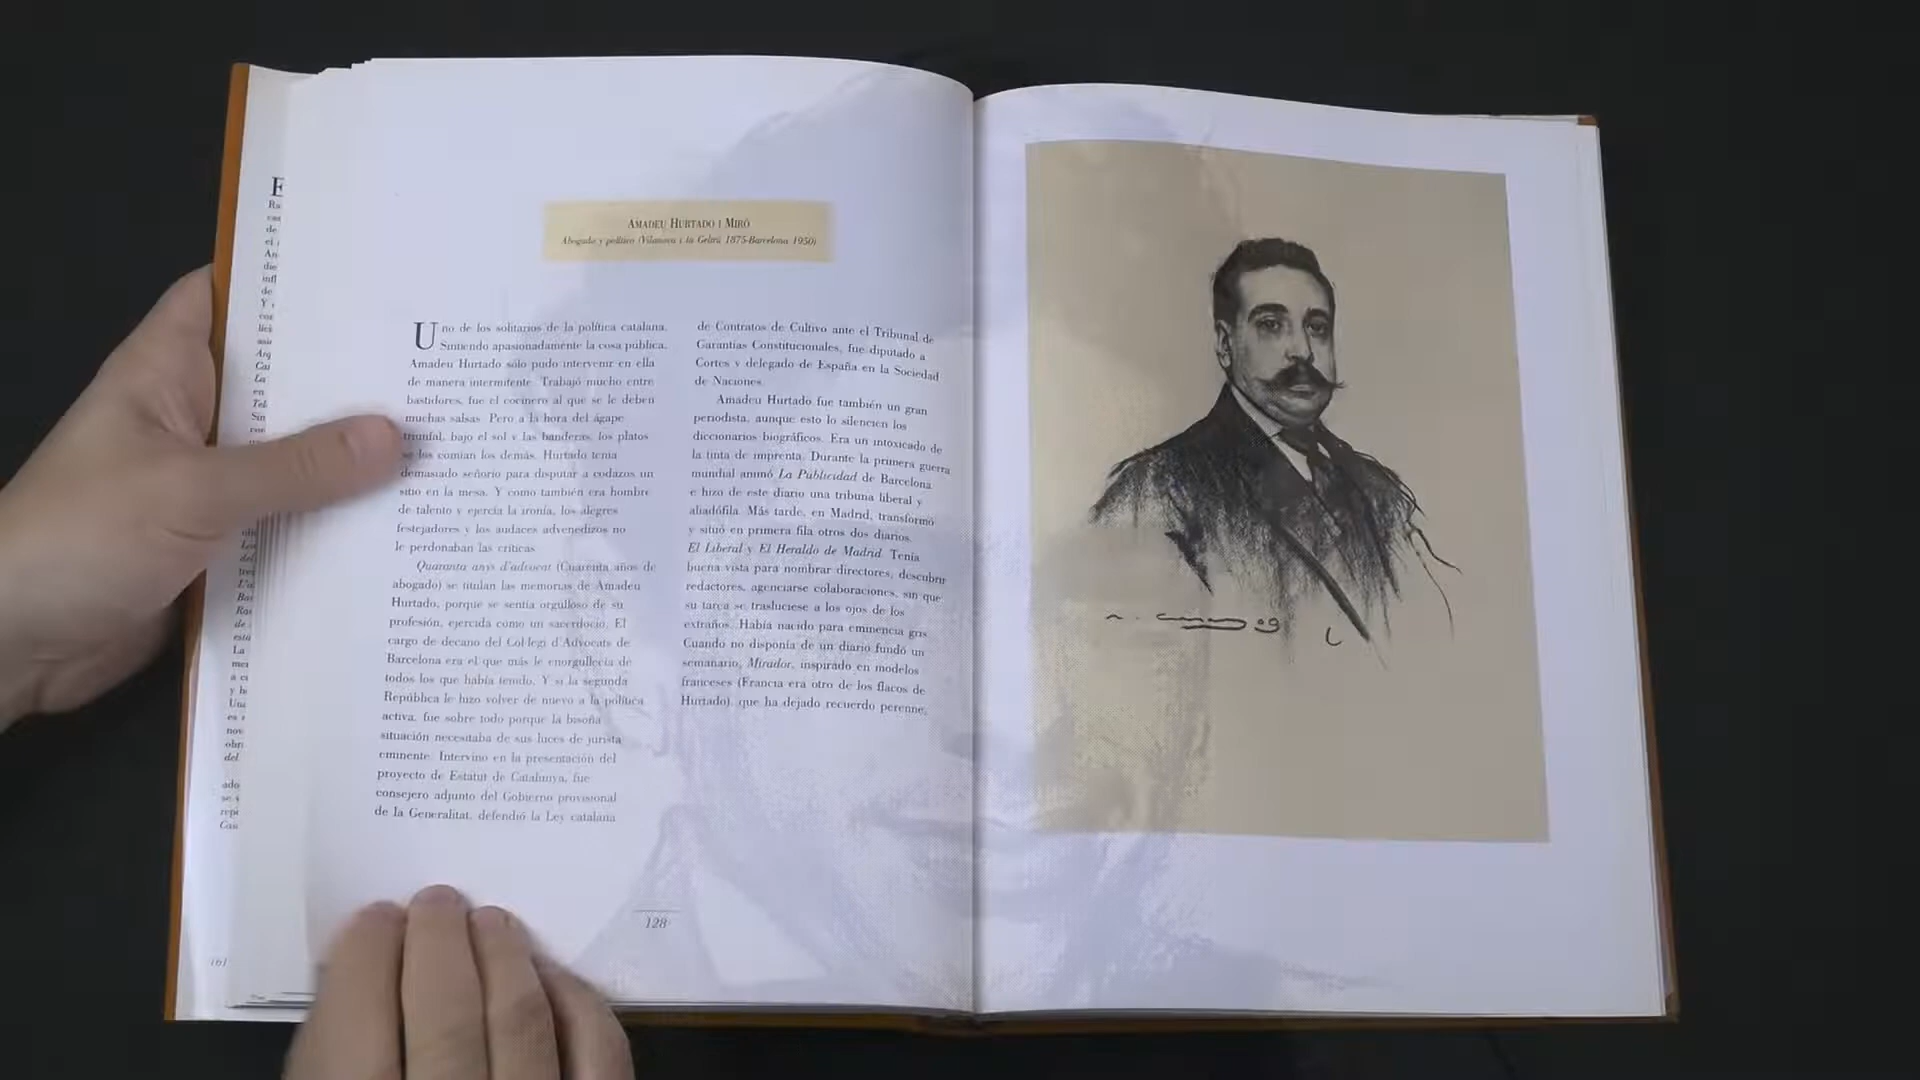 AMADEU HURTADO I MIRÓ
Abogado y político (Vilanova i la Geltrú 1875-Barcelona 1950)
Uno de los solitarios de la política catalana.
Sintiendo apasionadamente la cosa pública,
Amadeu Hurtado sólo pudo intervenir en ella
de manera intermitente. Trabajó mucho entre
bastidores, fue el cocinero al que se le deben
muchas salsas. Pero a la hora del ágape
triunfal, bajo el sol y las banderas, los platos
se los comían los demás. Hurtado tenía
demasiado señorío para disputar a codazos un
sitio en la mesa. Y como también era hombre
de talento y ejercía la ironía, los alegres
festejadores y los audaces advenedizos no
le perdonaban las críticas.
Quaranta anys d'advocat (Cuarenta años de
abogado) se titulan las memorias de Amadeu
Hurtado, porque se sentía orgulloso de su
profesión, ejercida como un sacerdocio. El
cargo de decano del Col·legi d'Advocats de
Barcelona era el que más le enorgullecía de
todos los que había tenido. Y si la segunda
República le hizo volver de nuevo a la política
activa, fue sobre todo porque la bisoña
situación necesitaba de sus luces de jurista
eminente. Intervino en la presentación del
proyecto de Estatut de Catalunya, fue
consejero adjunto del Gobierno provisional
de la Generalitat, defendió la Ley catalana
de Contratos de Cultivo ante el Tribunal de
Garantías Constitucionales, fue diputado a
Cortes y delegado de España en la Sociedad
de Naciones.
Amadeu Hurtado fue también un gran
periodista, aunque esto lo silencien los
diccionarios biográficos. Era un intoxicado de
la tinta de imprenta. Durante la primera guerra
mundial animó La Publicidad de Barcelona
e hizo de este diario una tribuna liberal y
aliadófila. Más tarde, en Madrid, transformó
y situó en primera fila otros dos diarios,
El Liberal y El Heraldo de Madrid. Tenía
buena vista para nombrar directores, descubrir
redactores, agenciarse colaboraciones, sin que
su tarea se trasluciese a los ojos de los
extraños. Había nacido para eminencia gris.
Cuando no disponía de un diario fundó un
semanario, Mirador, inspirado en modelos
franceses (Francia era otro de los flacos de
Hurtado), que ha dejado recuerdo perenne.
128